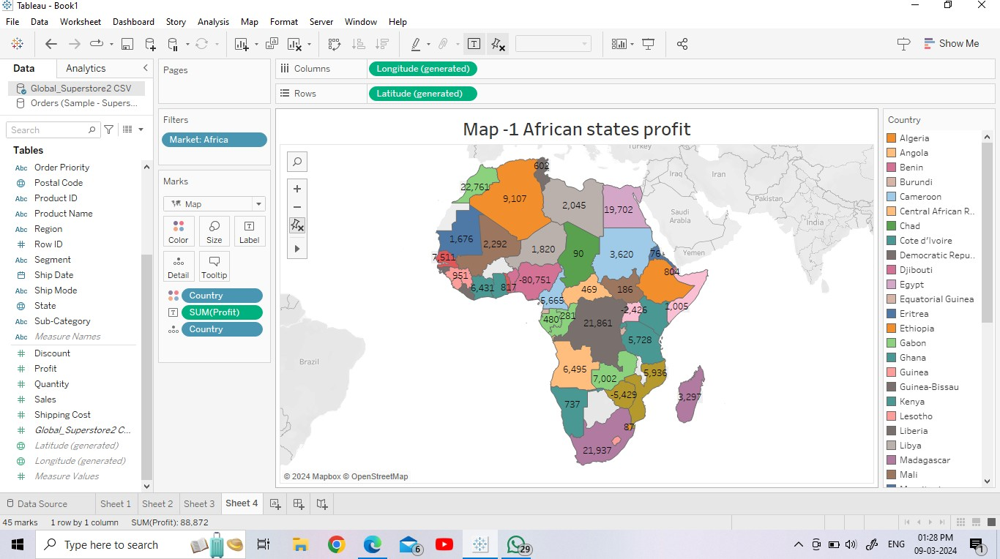 Tableau - Book1
File Data Worksheet Dashboard Story Analysis Map Format Server Window Help
Show Me
Data Analytics
Global_Superstore2 CSV
Orders (Sample - Supers...
Search
Tables
Abc Order Priority
Postal Code
Abc Product ID
Abc Product Name
Abc Region
# Row ID
Abc Segment
Ship Date
Abc Ship Mode
State
Abc Sub-Category
Abc Measure Names
# Discount
# Profit
# Quantity
# Sales
# Shipping Cost
# Global_Superstore2 C...
Latitude (generated)
Longitude (generated)
# Measure Values
Pages
Filters
Market: Africa
Marks
Map
Color Size Label
Detail Tooltip
Country
SUM(Profit)
Country
Columns Longitude (generated)
Rows Latitude (generated)
Map -1 African states profit
Turkey
Iraq Iran
Pakistan
Saudi
Arabia
India
Yemen
Brazil
602
22,761
9,107
2,045
19,702
1,676
2,292
1,820
90
3,620
76
7,511
804
951
6,431
817
-80,751
469
186
5,665
1,005
-2,426
480
281
21,861
5,728
6,495
7,002
5,936
-5,429
3,297
737
87
21,937
© 2024 Mapbox © OpenStreetMap
Country
Algeria
Angola
Benin
Burundi
Cameroon
Central African R..
Chad
Cote d'Ivoire
Democratic Repu..
Djibouti
Egypt
Equatorial Guinea
Eritrea
Ethiopia
Gabon
Ghana
Guinea
Guinea-Bissau
Kenya
Lesotho
Liberia
Libya
Madagascar
Mali
Data Source Sheet 1 Sheet 2 Sheet 3 Sheet 4
45 marks 1 row by 1 column SUM(Profit): 88,872
Type here to search
6
29
ENG
01:28 PM
09-03-2024
1